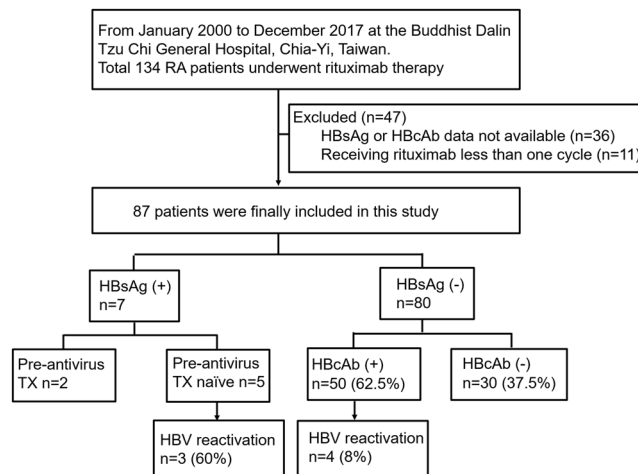 From January 2000 to December 2017 at the Buddhist Dalin
Tzu Chi General Hospital, Chia-Yi, Taiwan.
Total 134 RA patients underwent rituximab therapy
Excluded (n=47)
HBsAg or HBcAb data not available (n=36)
Receiving rituximab less than one cycle (n=11)
87 patients were finally included in this study
HBsAg (+)
n=7
HBsAg (-)
n=80
Pre-antivirus
TX n=2
Pre-antivirus
TX naïve n=5
HBcAb (+)
n=50 (62.5%)
HBcAb (-)
n=30 (37.5%)
HBV reactivation
n=3 (60%)
HBV reactivation
n=4 (8%)